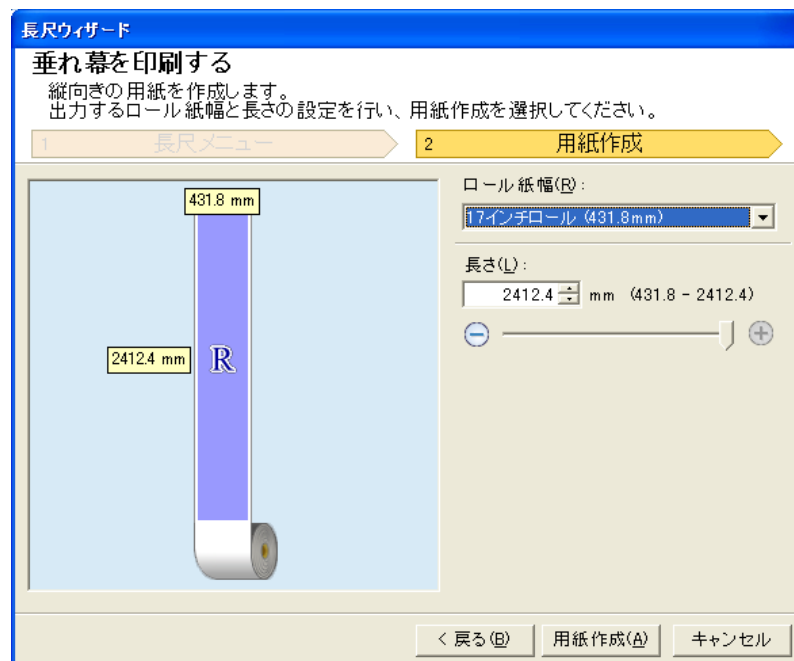 長尺ウィザード
垂れ幕を印刷する
縦向きの用紙を作成します。
出力するロール紙幅と長さの設定を行い、用紙作成を選択してください。
1 長尺メニュー
2 用紙作成
431.8 mm
2412.4 mm
R
ロール紙幅(R):
17インチロール (431.8mm)
長さ(L):
2412.4 mm (431.8 - 2412.4)
< 戻る(B)
用紙作成(A)
キャンセル